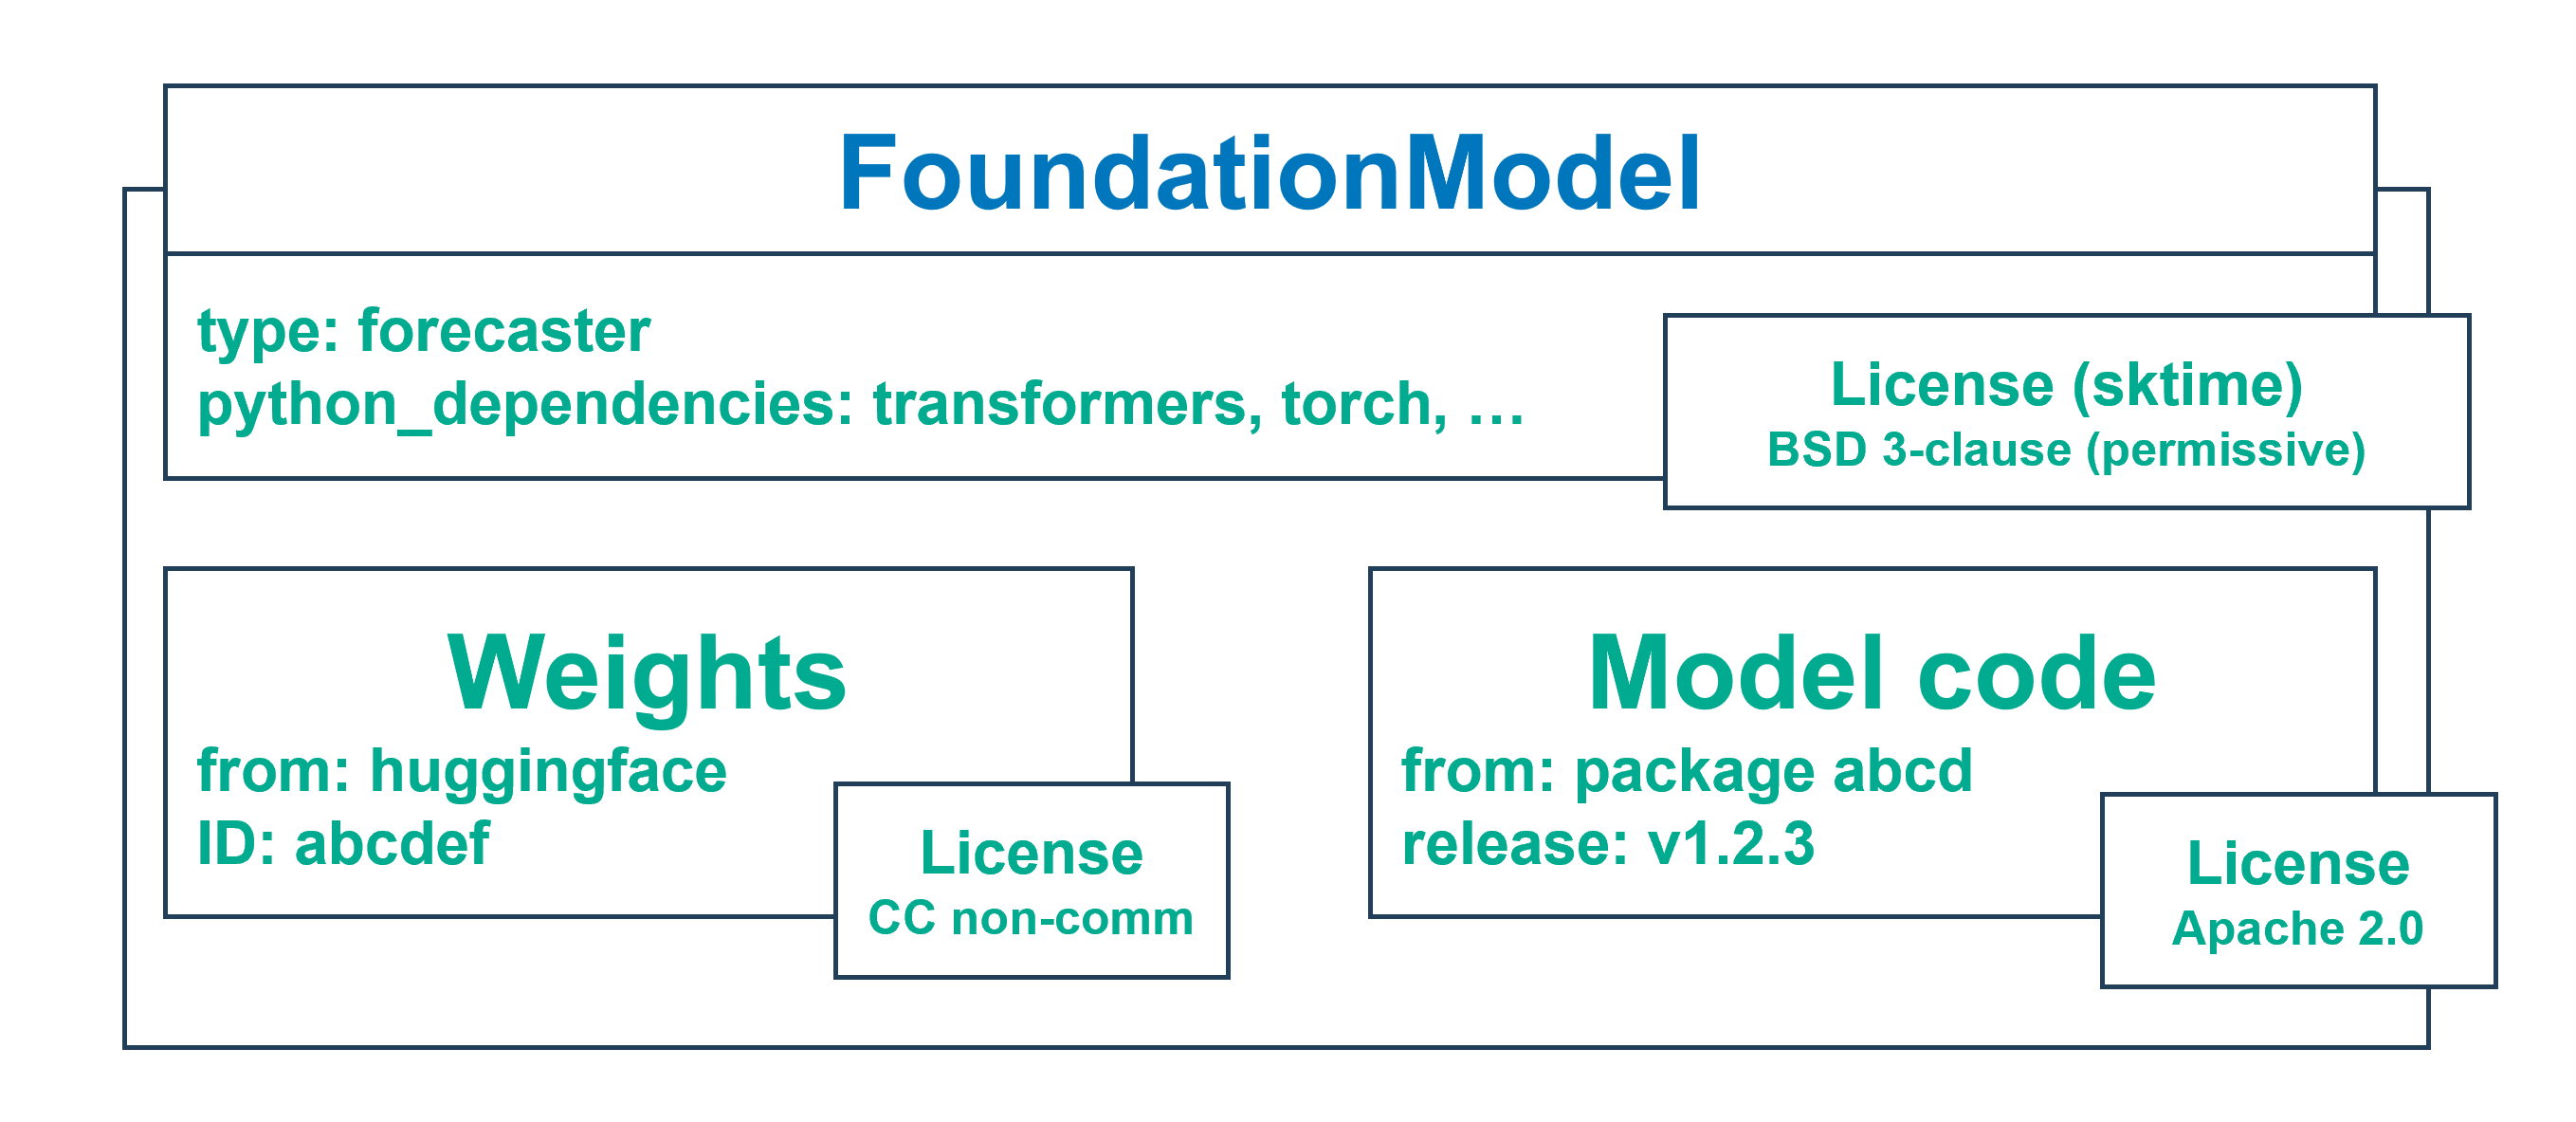 FoundationModel
type: forecaster
python_dependencies: transformers, torch, …
License (sktime)
BSD 3-clause (permissive)
Weights
from: huggingface
ID: abcdef
License
CC non-comm
Model code
from: package abcd
release: v1.2.3
License
Apache 2.0